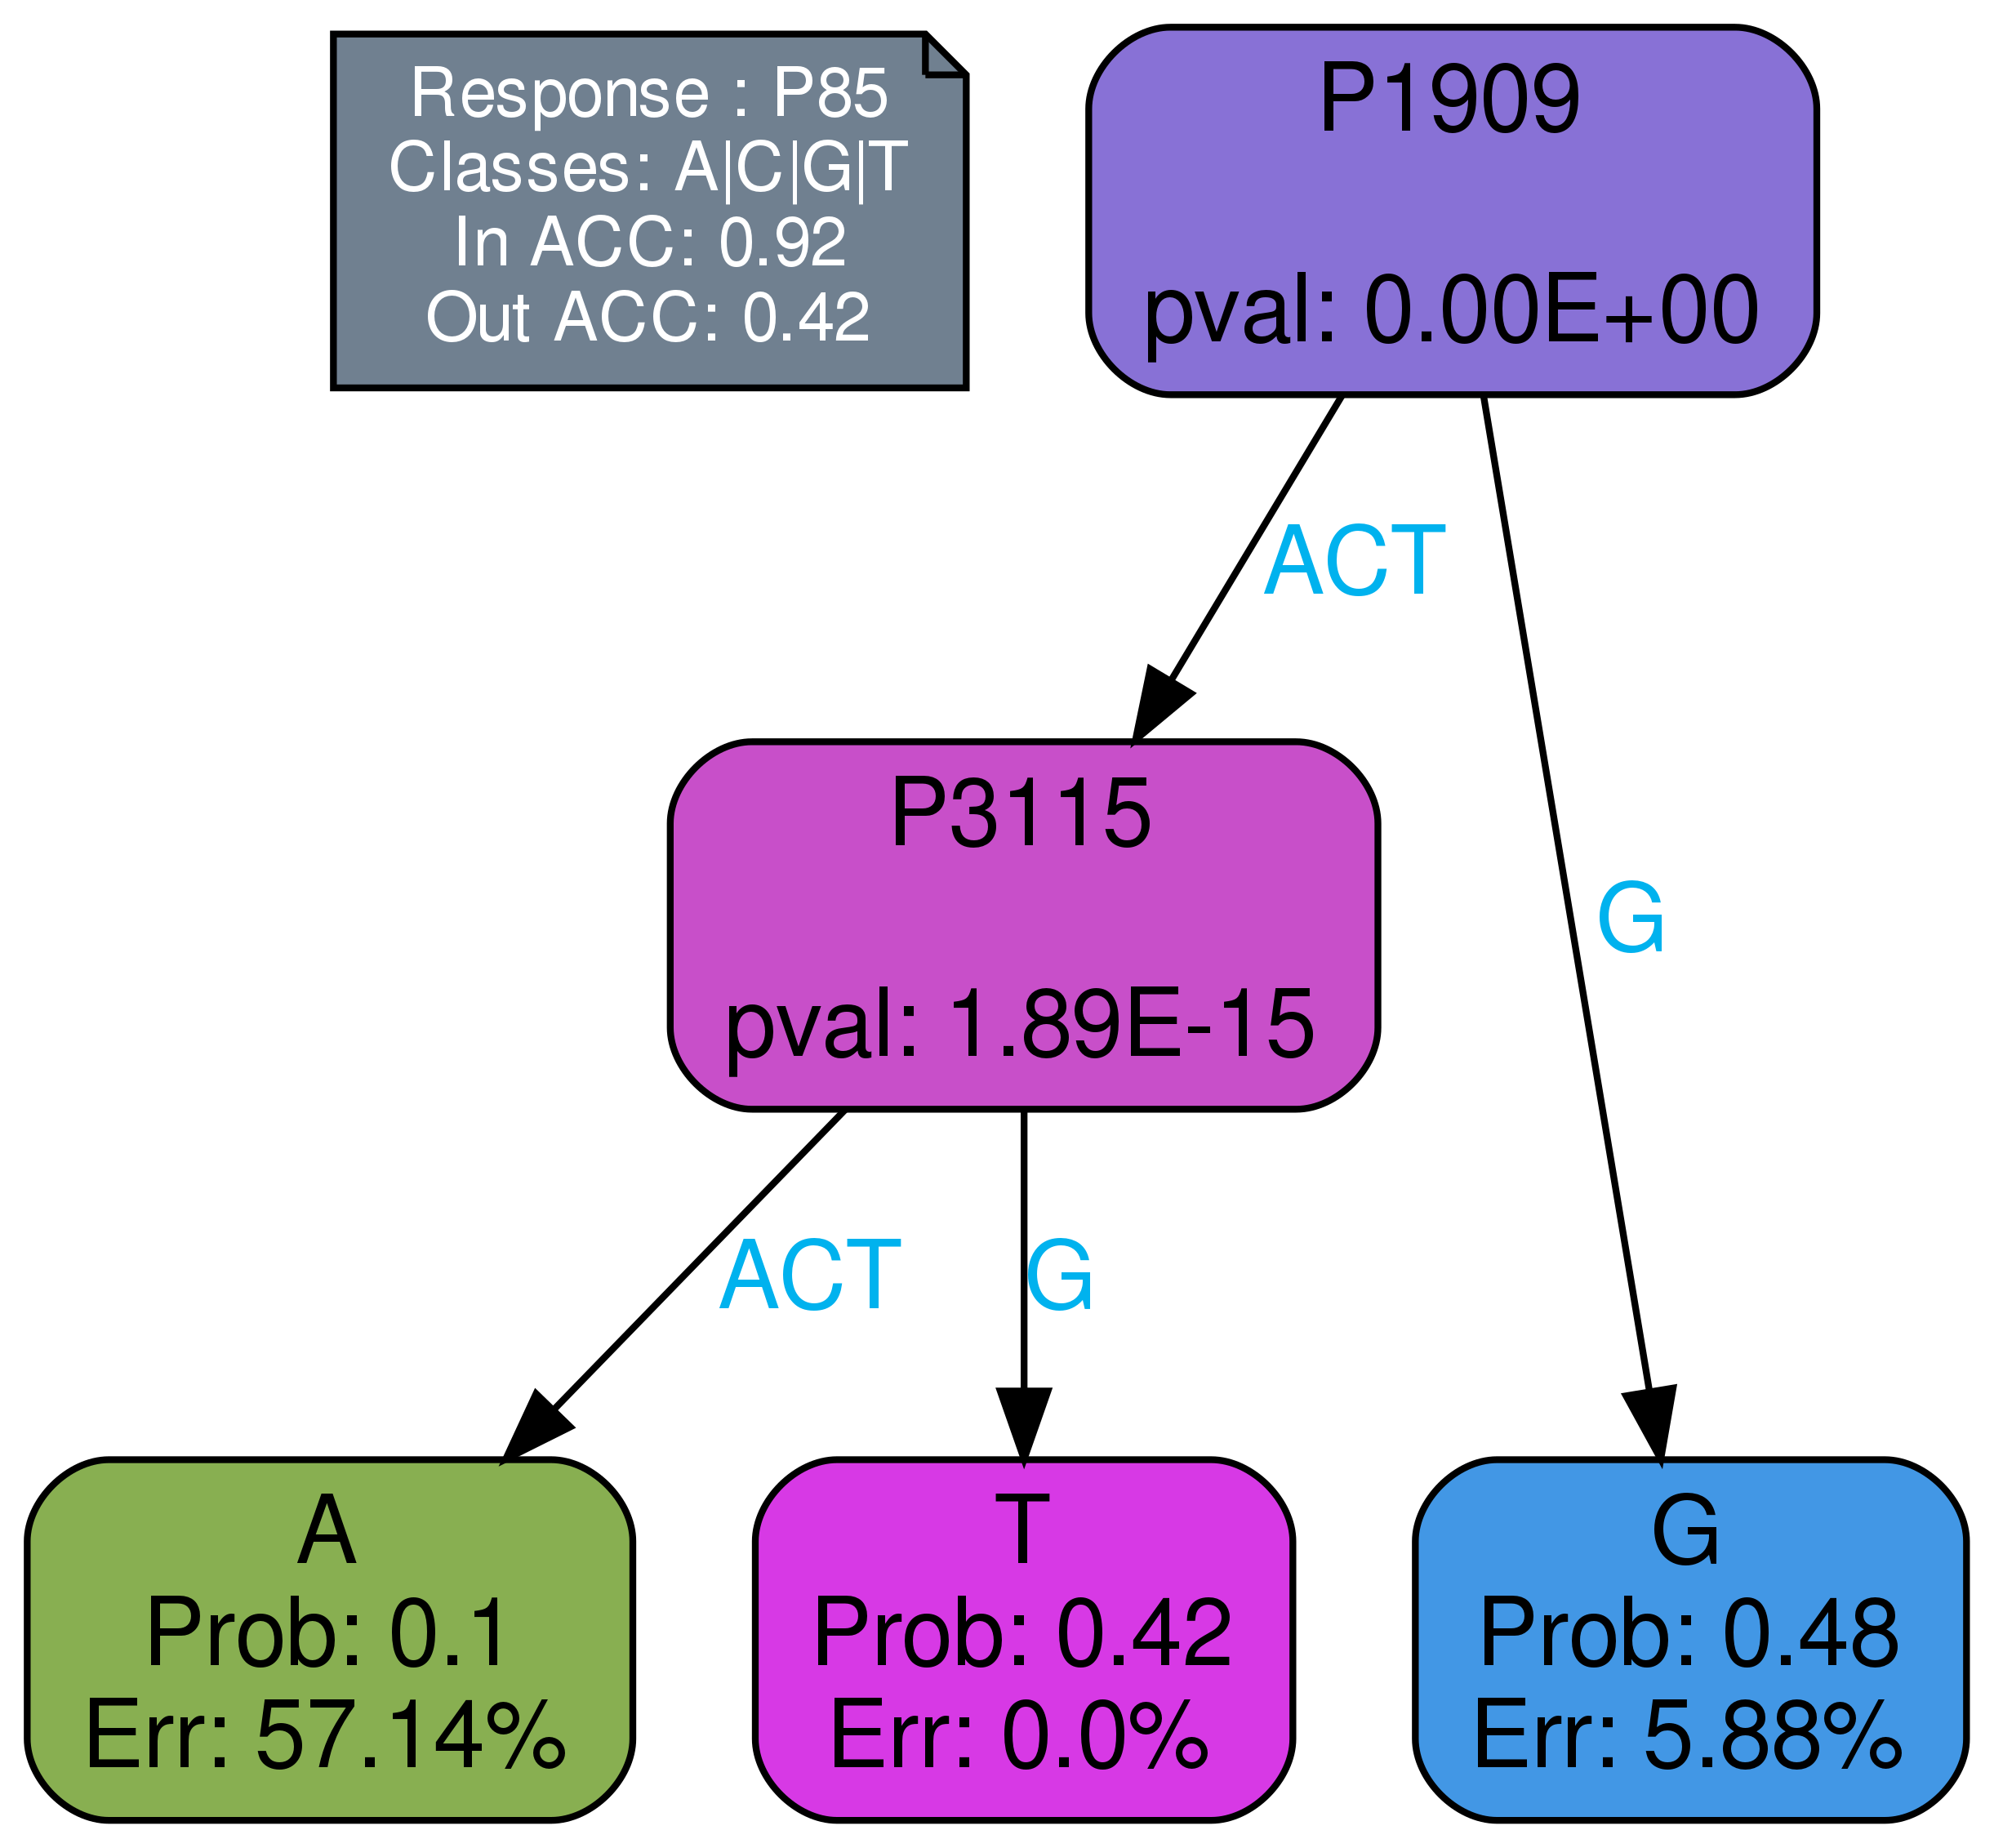 Response : P85
Classes: A|C|G|T
In ACC: 0.92
Out ACC: 0.42
P1909
pval: 0.00E+00
ACT
P3115
pval: 1.89E-15
G
ACT
G
A
Prob: 0.1
Err: 57.14%
T
Prob: 0.42
Err: 0.0%
G
Prob: 0.48
Err: 5.88%